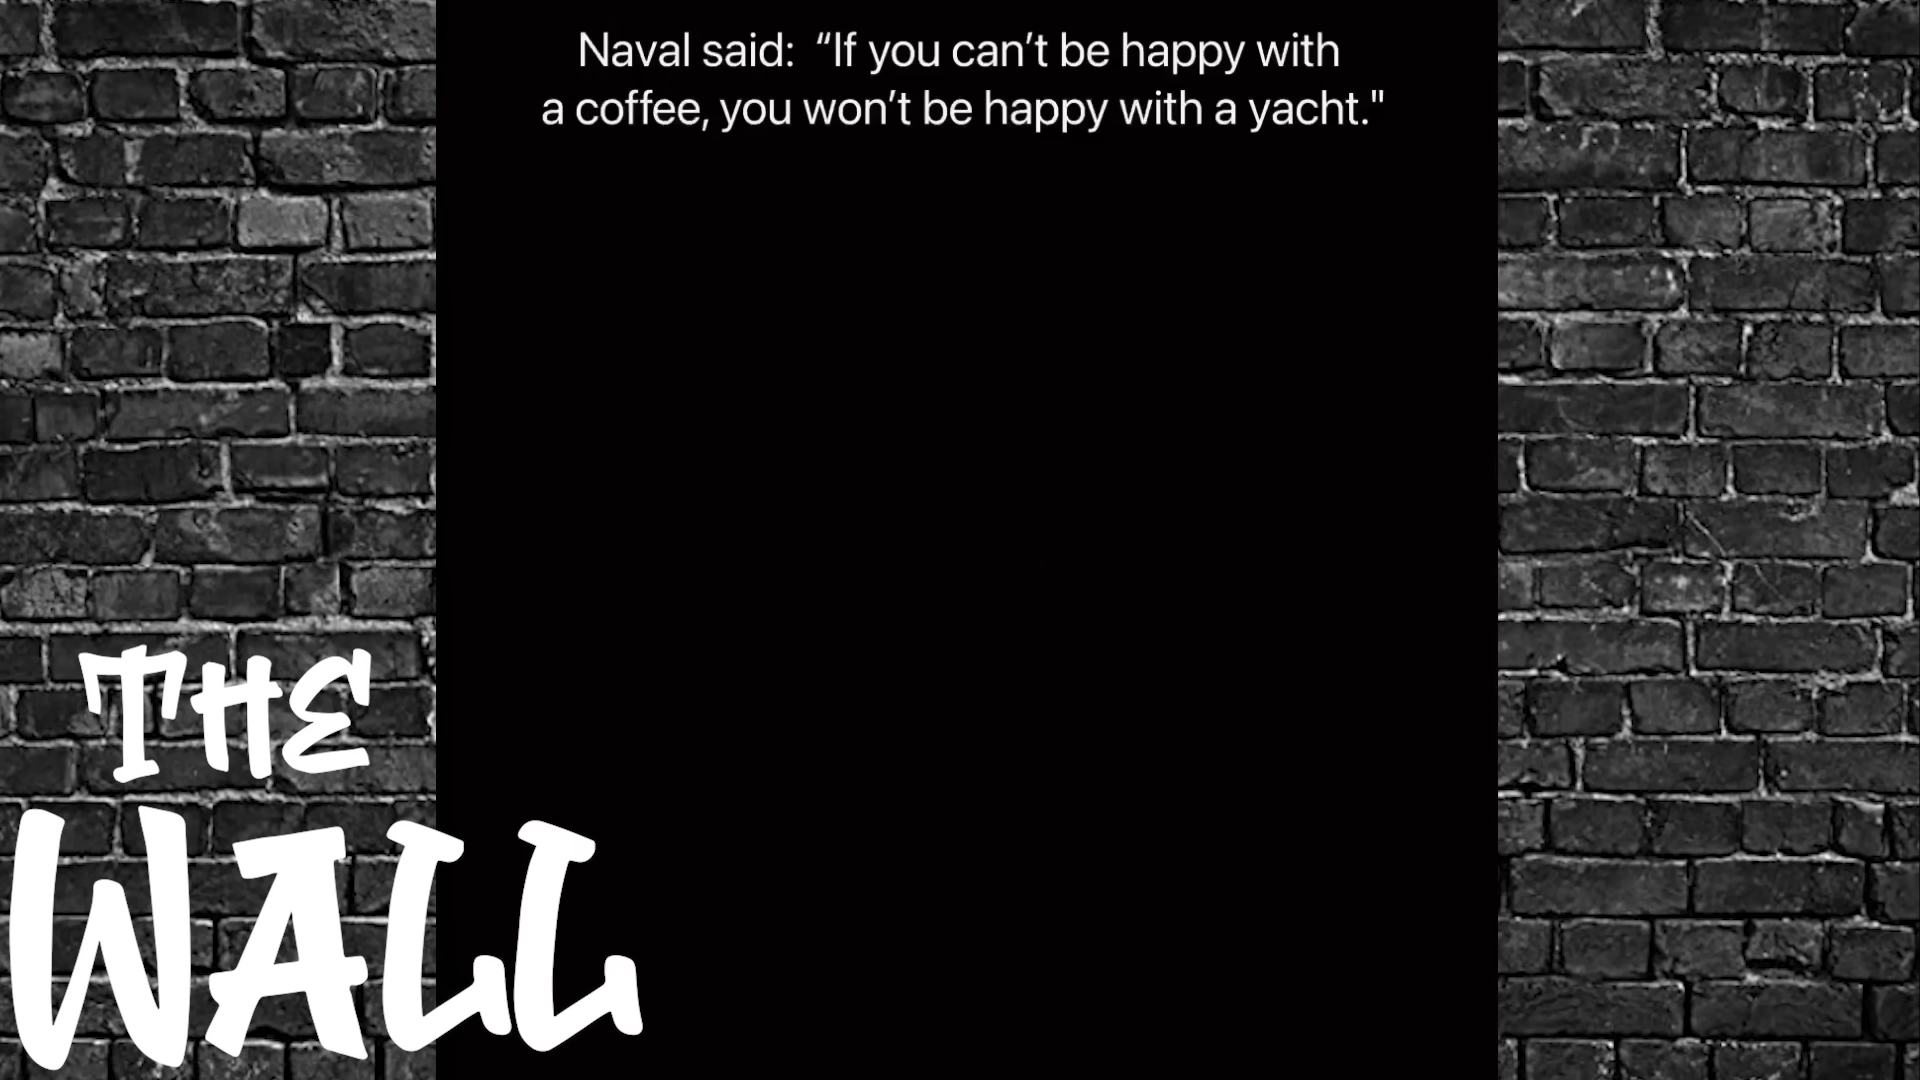 Naval said: “If you can’t be happy with
a coffee, you won’t be happy with a yacht."
THE
WALL